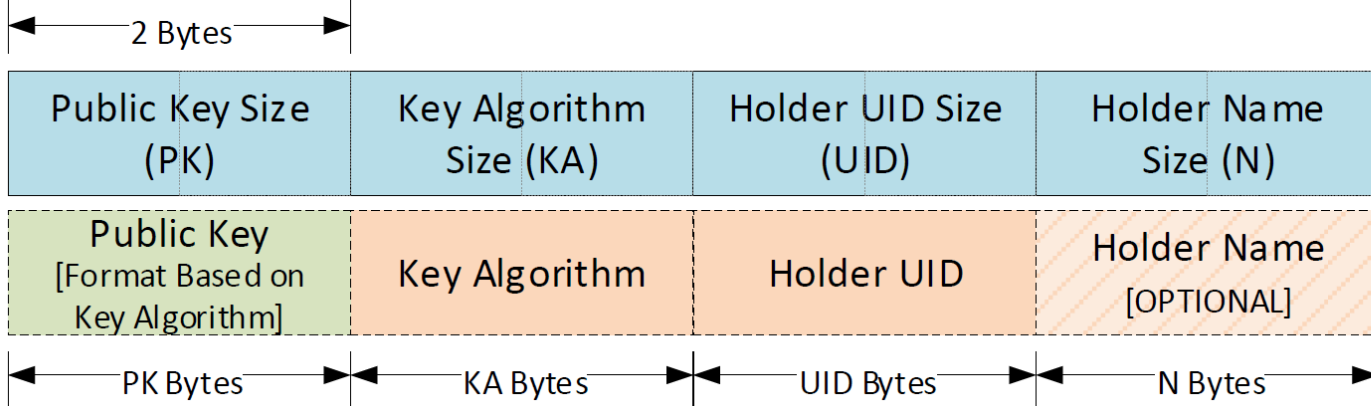 2 Bytes
Public Key Size
(PK)
Key Algorithm
Size (KA)
Holder UID Size
(UID)
Holder Name
Size (N)
Public Key
[Format Based on
Key Algorithm]
Key Algorithm
Holder UID
Holder Name
[OPTIONAL]
PK Bytes
KA Bytes
UID Bytes
N Bytes